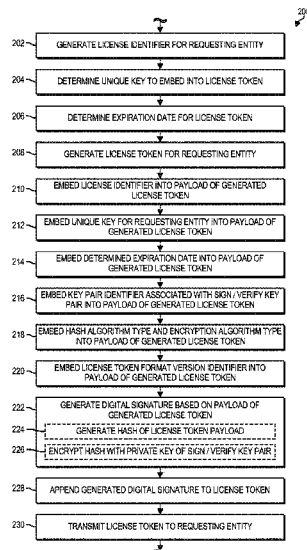 200
202
GENERATE LICENSE IDENTIFIER FOR REQUESTING ENTITY
204
DETERMINE UNIQUE KEY TO EMBED INTO LICENSE TOKEN
206
DETERMINE EXPIRATION DATE FOR LICENSE TOKEN
208
GENERATE LICENSE TOKEN FOR REQUESTING ENTITY
210
EMBED LICENSE IDENTIFIER INTO PAYLOAD OF GENERATED
LICENSE TOKEN
212
EMBED UNIQUE KEY FOR REQUESTING ENTITY INTO PAYLOAD OF
GENERATED LICENSE TOKEN
214
EMBED DETERMINED EXPIRATION DATE INTO PAYLOAD OF
GENERATED LICENSE TOKEN
216
EMBED KEY PAIR IDENTIFIER ASSOCIATED WITH SIGN / VERIFY KEY
PAIR INTO PAYLOAD OF GENERATED LICENSE TOKEN
218
EMBED HASH ALGORITHM TYPE AND ENCRYPTION ALGORITHM TYPE
INTO PAYLOAD OF GENERATED LICENSE TOKEN
220
EMBED LICENSE TOKEN FORMAT VERSION IDENTIFIER INTO
PAYLOAD OF GENERATED LICENSE TOKEN
222
GENERATE DIGITAL SIGNATURE BASED ON PAYLOAD OF
GENERATED LICENSE TOKEN
224
GENERATE HASH OF LICENSE TOKEN PAYLOAD
226
ENCRYPT HASH WITH PRIVATE KEY OF SIGN / VERIFY KEY PAIR
228
APPEND GENERATED DIGITAL SIGNATURE TO LICENSE TOKEN
230
TRANSMIT LICENSE TOKEN TO REQUESTING ENTITY